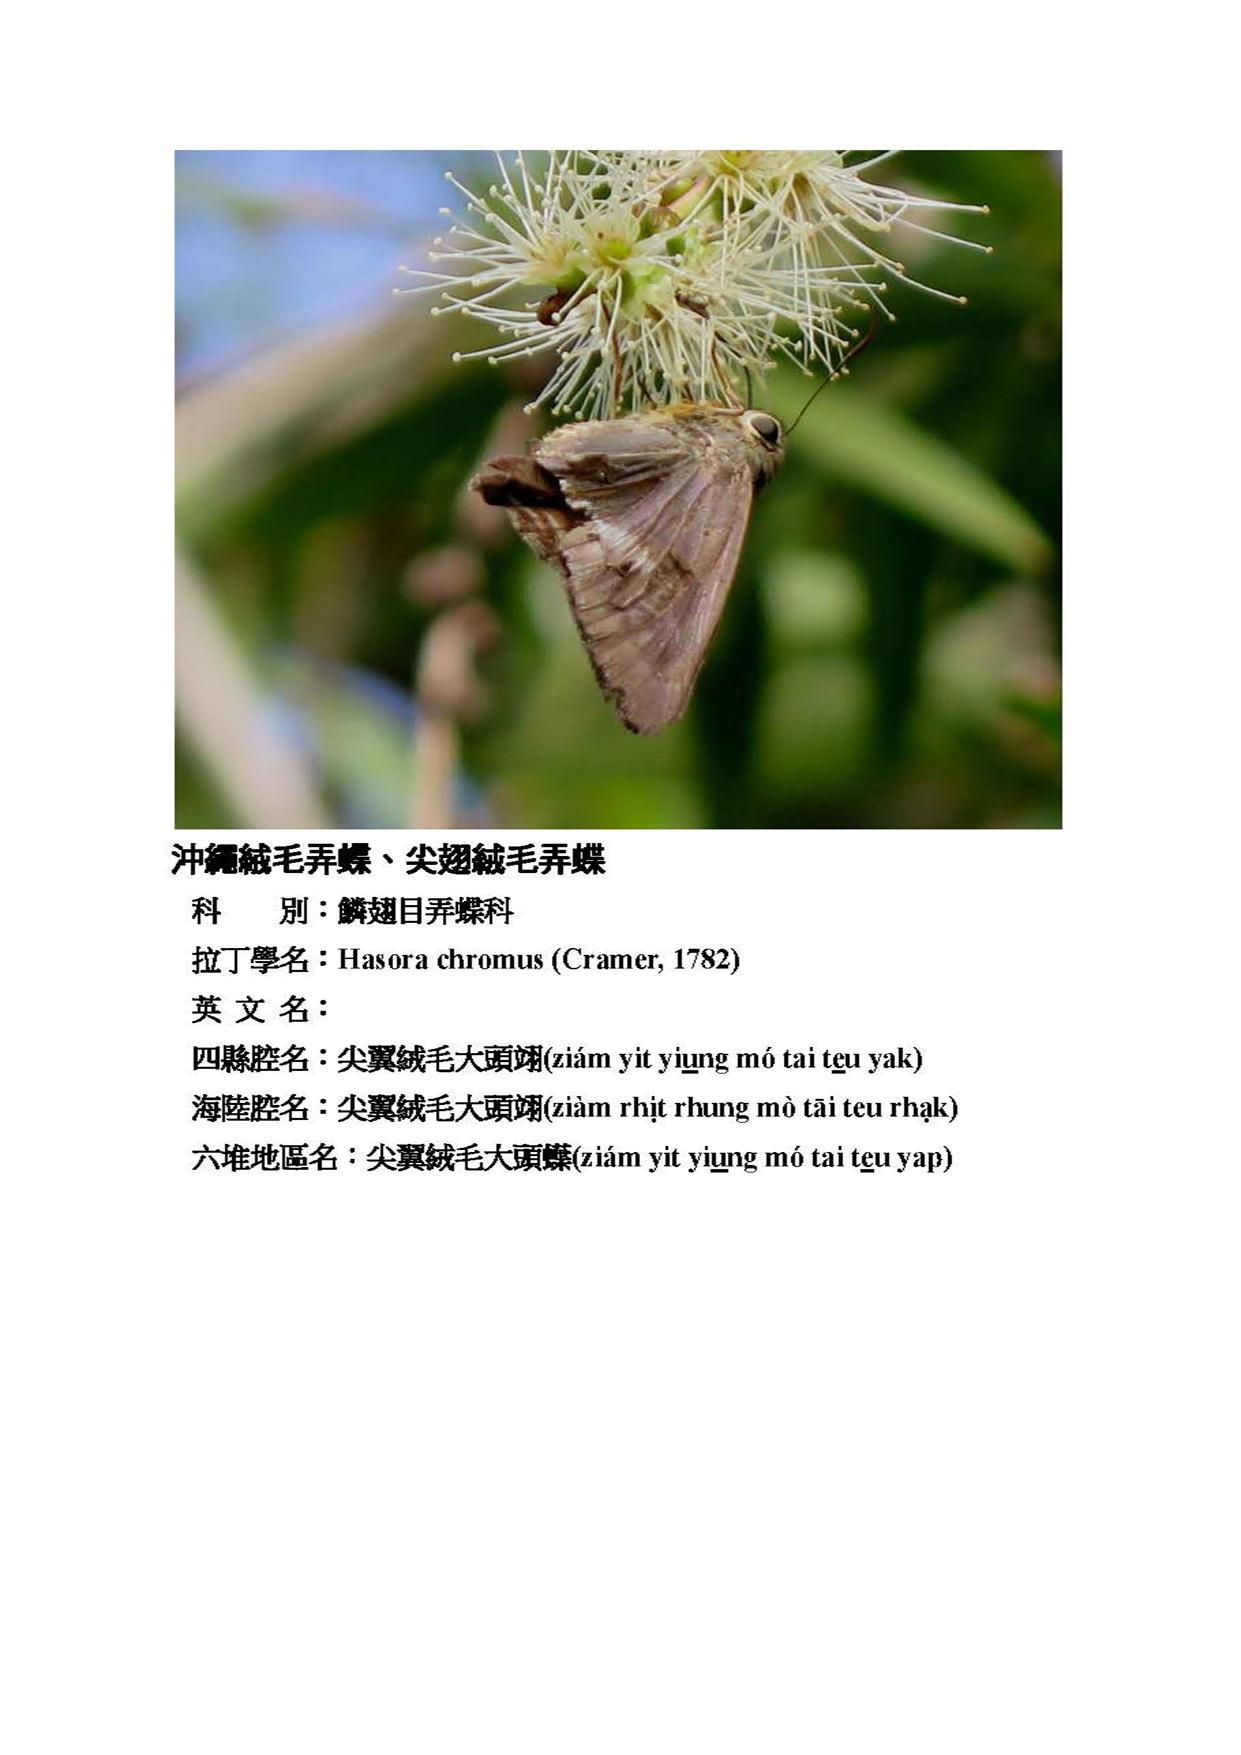 沖繩絨毛弄蝶、尖翅絨毛弄蝶
科　　別：鱗翅目弄蝶科
拉丁學名：Hasora chromus (Cramer, 1782)
英 文 名：
四縣腔名：尖翼絨毛大頭翊(ziám yit yiu̲ng mó tai te̲u yak)
海陸腔名：尖翼絨毛大頭翊(ziàm rhi̍t rhung mò tāi teu rha̍k)
六堆地區名：尖翼絨毛大頭蝶(ziám yit yiu̲ng mó tai te̲u yap)